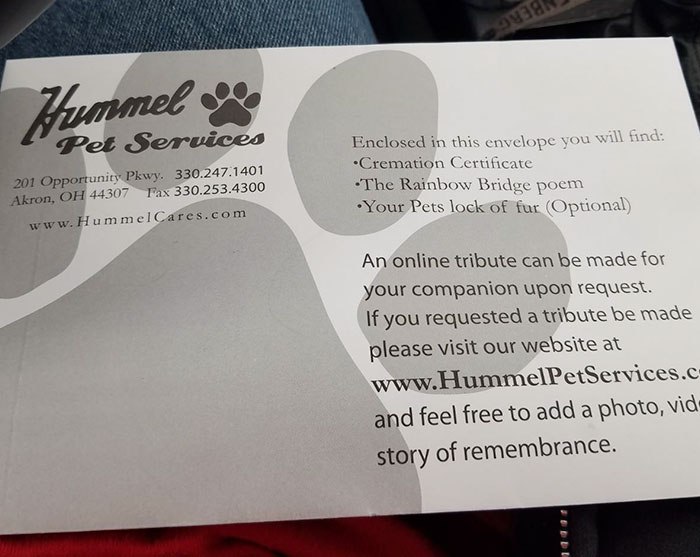 Hummel
Pet Services
201 Opportunity Pkwy. 330.247.1401
Akron, OH 44307 Fax 330.253.4300
www.HummelCares.com
Enclosed in this envelope you will find:
•Cremation Certificate
•The Rainbow Bridge poem
•Your Pets lock of fur (Optional)
An online tribute can be made for
your companion upon request.
If you requested a tribute be made
please visit our website at
www.HummelPetServices.c
and feel free to add a photo, vid
story of remembrance.